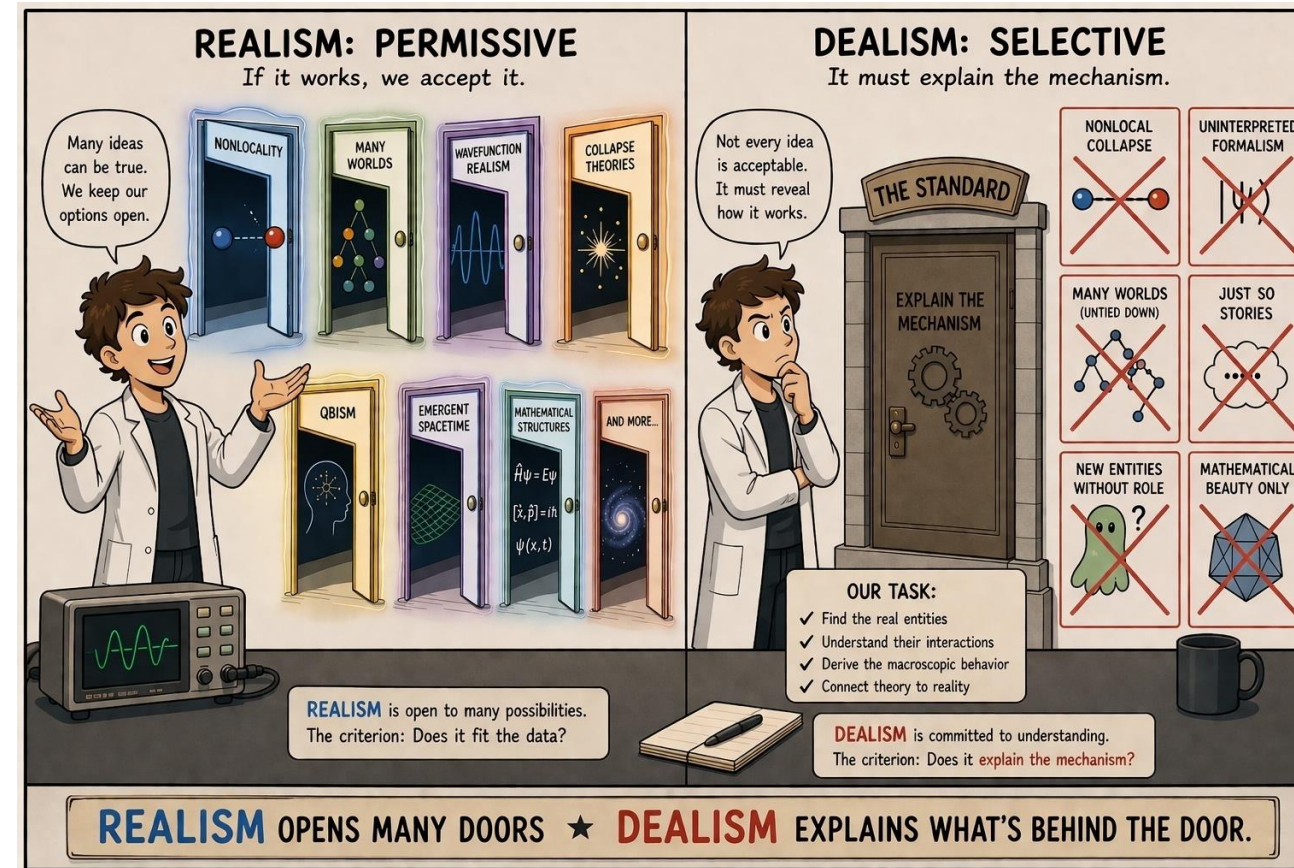 REALISM: PERMISSIVE
If it works, we accept it.
Many ideas
can be true.
We keep our
options open.
NONLOCALITY
MANY
WORLDS
WAVEFUNCTION
REALISM
COLLAPSE
THEORIES
QBISM
EMERGENT
SPACETIME
MATHEMATICAL
STRUCTURES
Ĥψ = Eψ
[x̂, p̂] = iħ
ψ(x,t)
AND MORE...
REALISM is open to many possibilities.
The criterion: Does it fit the data?
DEALISM: SELECTIVE
It must explain the mechanism.
Not every idea
is acceptable.
It must reveal
how it works.
THE STANDARD
EXPLAIN THE
MECHANISM
NONLOCAL
COLLAPSE
UNINTERPRETED
FORMALISM
|ψ⟩
MANY WORLDS
(UNTIED DOWN)
JUST SO
STORIES
NEW ENTITIES
WITHOUT ROLE
?
MATHEMATICAL
BEAUTY ONLY
OUR TASK:
✓ Find the real entities
✓ Understand their interactions
✓ Derive the macroscopic behavior
✓ Connect theory to reality
DEALISM is committed to understanding.
The criterion: Does it explain the mechanism?
REALISM OPENS MANY DOORS ★ DEALISM EXPLAINS WHAT'S BEHIND THE DOOR.